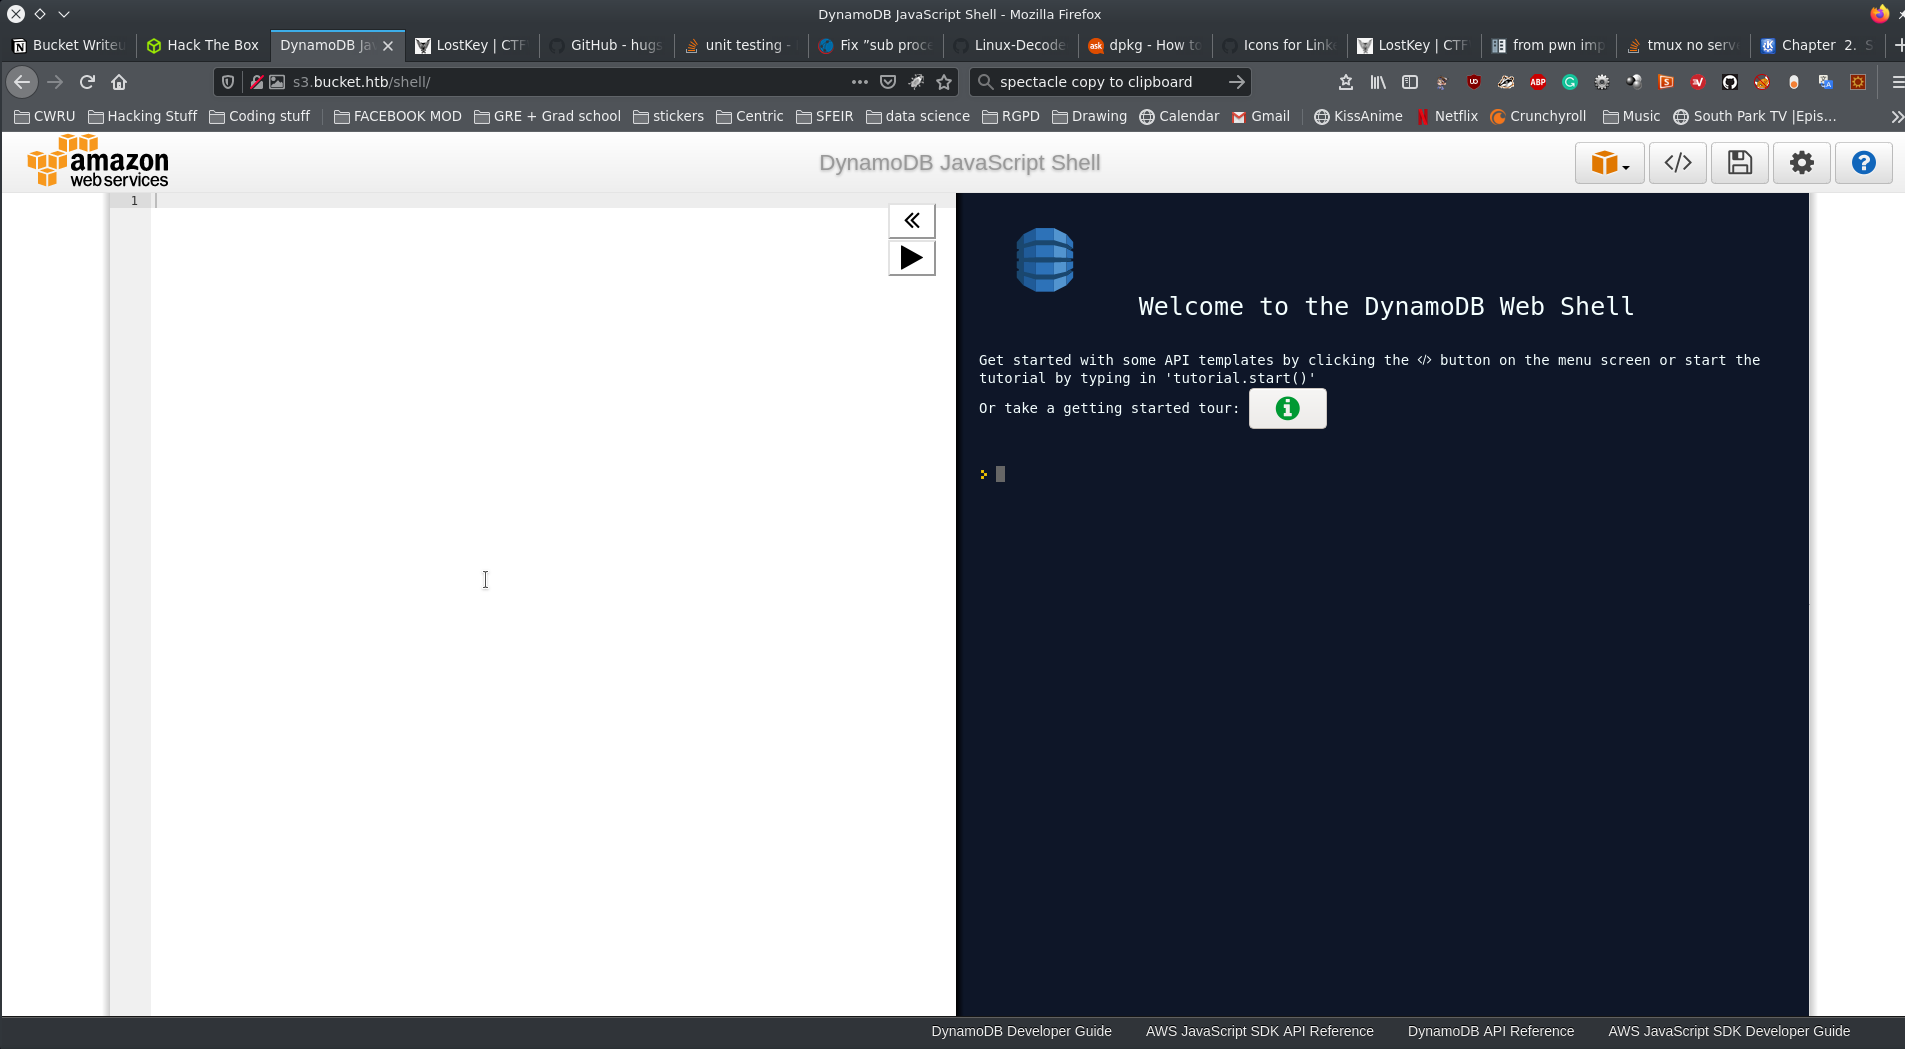 DynamoDB JavaScript Shell - Mozilla Firefox
Bucket Writeu Hack The Box DynamoDB Ja LostKey | CTF GitHub - hugs unit testing - Fix "sub proce Linux-Decode dpkg - How to Icons for Link LostKey | CTF from pwn imp tmux no serv Chapter 2. S
s3.bucket.htb/shell/ spectacle copy to clipboard
CWRU Hacking Stuff Coding stuff FACEBOOK MOD GRE + Grad school stickers Centric SFEIR data science RGPD Drawing Calendar Gmail KissAnime Netflix Crunchyroll Music South Park TV |Epis…
amazon
webservices
DynamoDB JavaScript Shell
1
Welcome to the DynamoDB Web Shell
Get started with some API templates by clicking the </> button on the menu screen or start the
tutorial by typing in 'tutorial.start()'
Or take a getting started tour:
>
DynamoDB Developer Guide AWS JavaScript SDK API Reference DynamoDB API Reference AWS JavaScript SDK Developer Guide